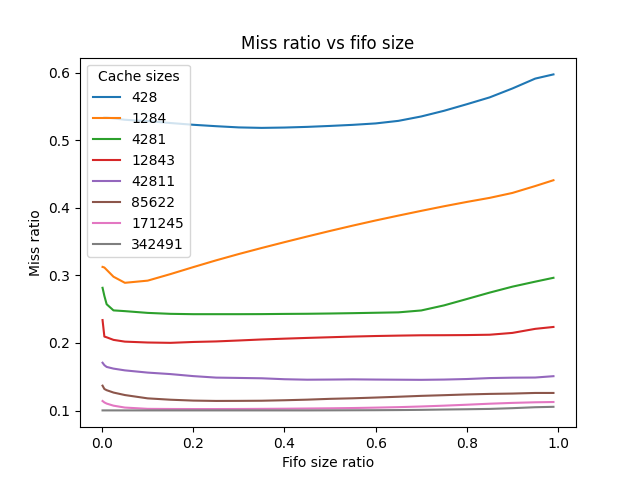 Miss ratio vs fifo size
Cache sizes
428
1284
4281
12843
42811
85622
171245
342491
Miss ratio
0.6
0.5
0.4
0.3
0.2
0.1
0.0 0.2 0.4 0.6 0.8 1.0
Fifo size ratio